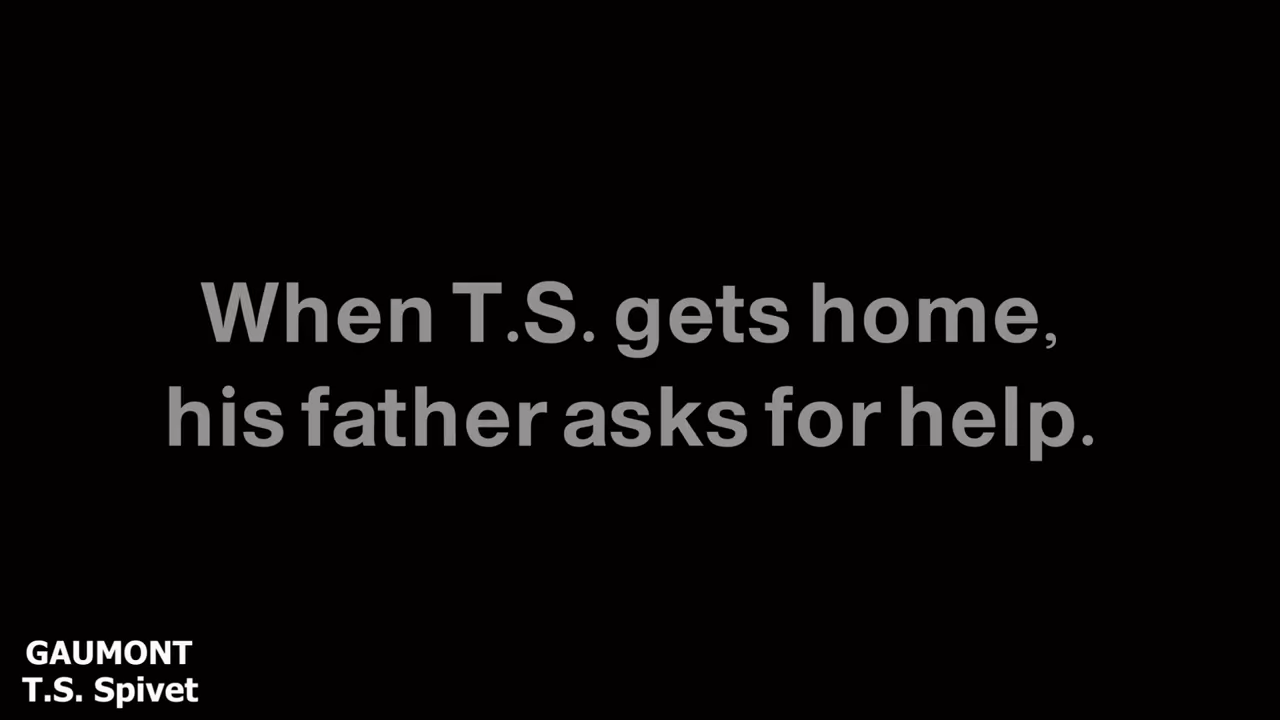 When T.S. gets home,
his father asks for help.
GAUMONT
T.S. Spivet